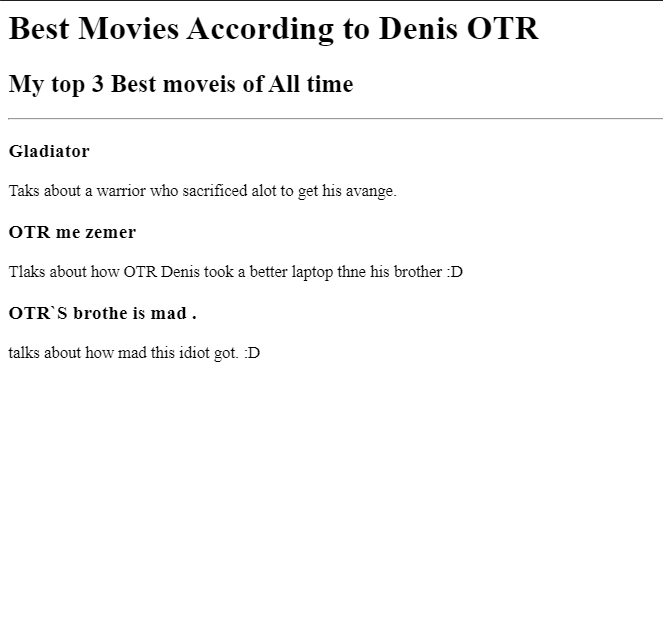 Best Movies According to Denis OTR
My top 3 Best moveis of All time
Gladiator
Taks about a warrior who sacrificed alot to get his avange.
OTR me zemer
Tlaks about how OTR Denis took a better laptop thne his brother :D
OTR`S brothe is mad .
talks about how mad this idiot got. :D